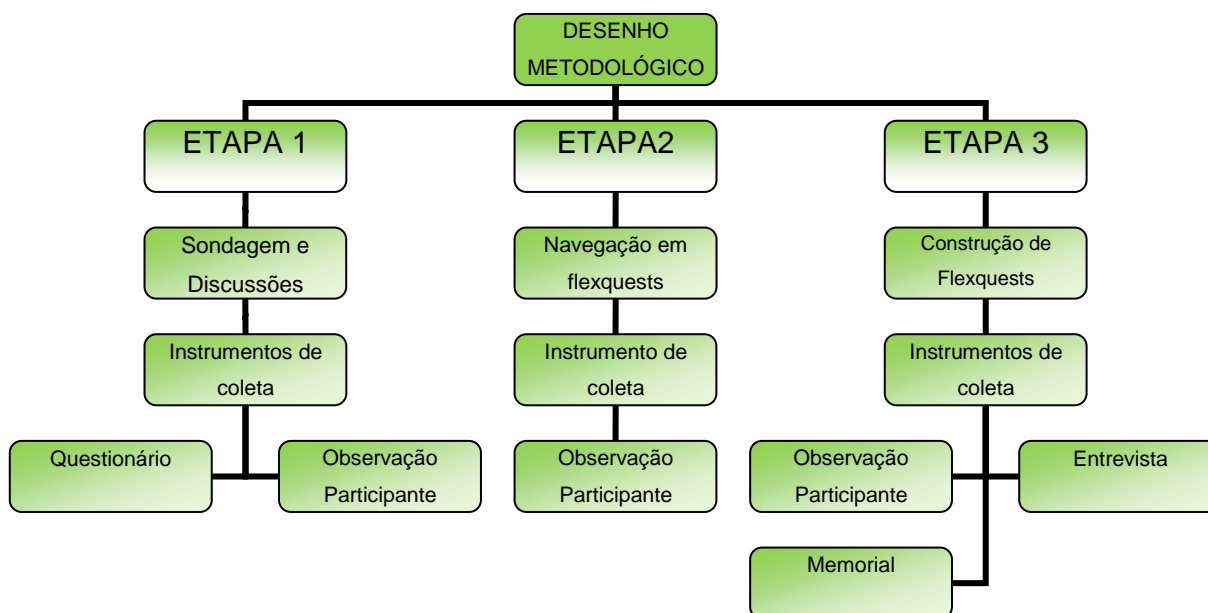 DESENHO
METODOLÓGICO
ETAPA 1
ETAPA2
ETAPA 3
Sondagem e
Discussões
Navegação em
flexquests
Construção de
Flexquests
Instrumentos de
coleta
Instrumento de
coleta
Instrumentos de
coleta
Questionário
Observação
Participante
Observação
Participante
Observação
Participante
Entrevista
Memorial